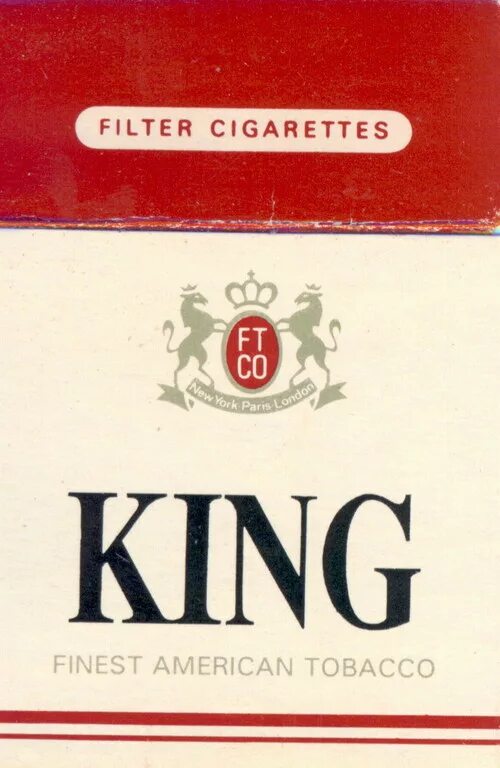 FILTER CIGARETTES
FT
CO
New York Paris London
KING
FINEST AMERICAN TOBACCO